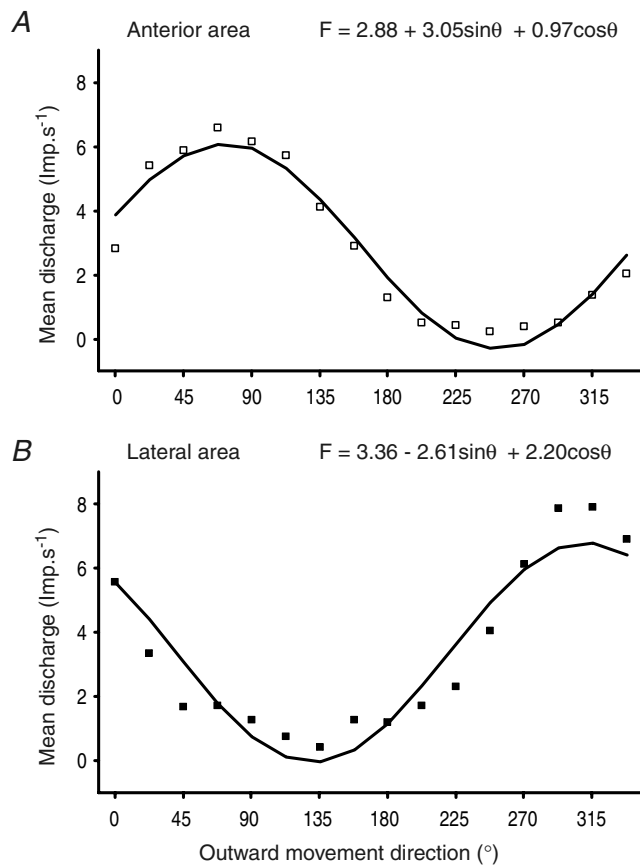 A Anterior area F = 2.88 + 3.05sinθ + 0.97cosθ
Mean discharge (Imp.s⁻¹)
8
6
4
2
0
0 45 90 135 180 225 270 315
B Lateral area F = 3.36 - 2.61sinθ + 2.20cosθ
Mean discharge (Imp.s⁻¹)
8
6
4
2
0
0 45 90 135 180 225 270 315
Outward movement direction (°)